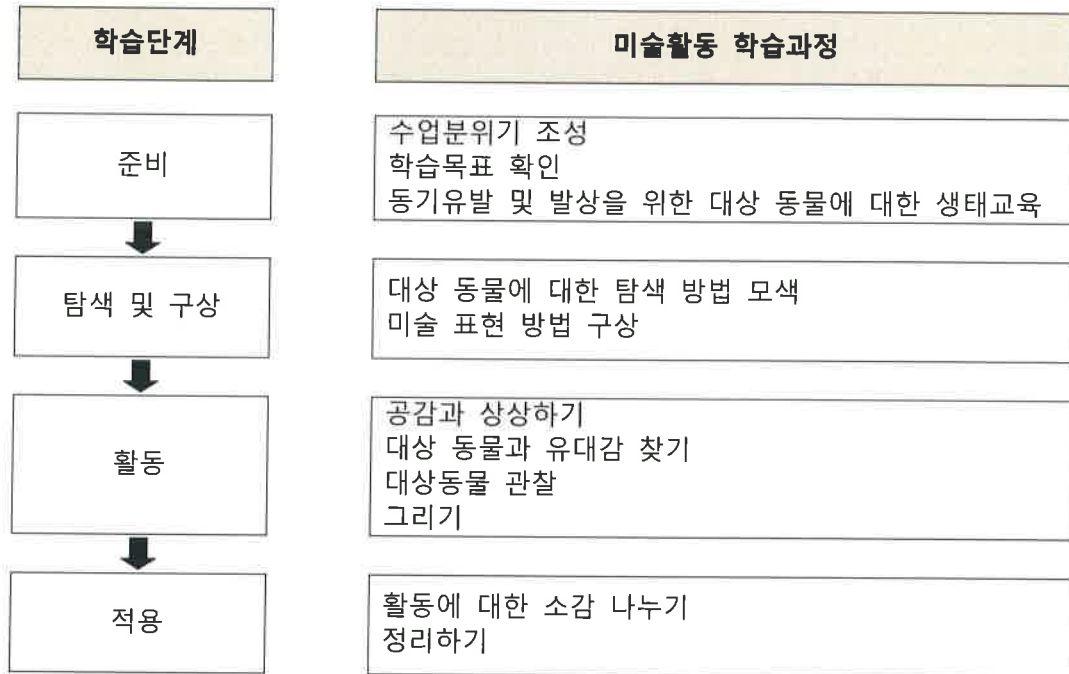 학습단계
미술활동 학습과정
준비
수업분위기 조성
학습목표 확인
동기유발 및 발상을 위한 대상 동물에 대한 생태교육
탐색 및 구상
대상 동물에 대한 탐색 방법 모색
미술 표현 방법 구상
활동
공감과 상상하기
대상 동물과 유대감 찾기
대상동물 관찰
그리기
적용
활동에 대한 소감 나누기
정리하기